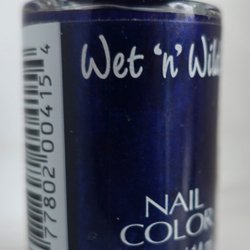 Wet 'n' Wild
NAIL
COLOR
77802 00415 4